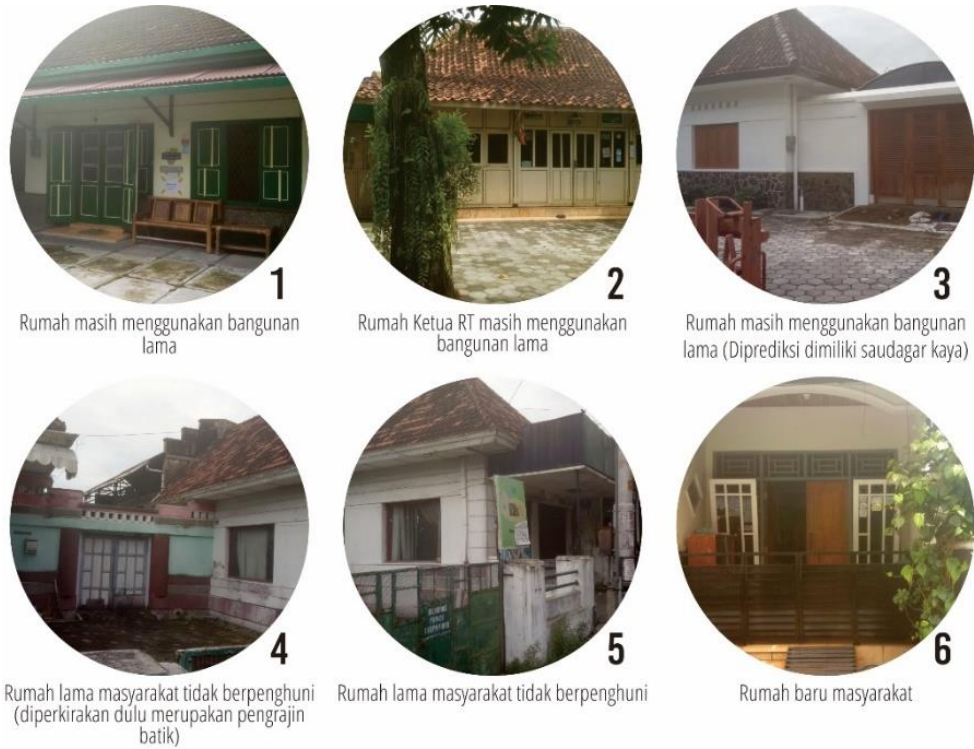 1
Rumah masih menggunakan bangunan
lama
2
Rumah Ketua RT masih menggunakan
bangunan lama
3
Rumah masih menggunakan bangunan
lama (Diprediksi dimiliki saudagar kaya)
4
Rumah lama masyarakat tidak berpenghuni
(diperkirakan dulu merupakan pengrajin
batik)
5
Rumah lama masyarakat tidak berpenghuni
6
Rumah baru masyarakat